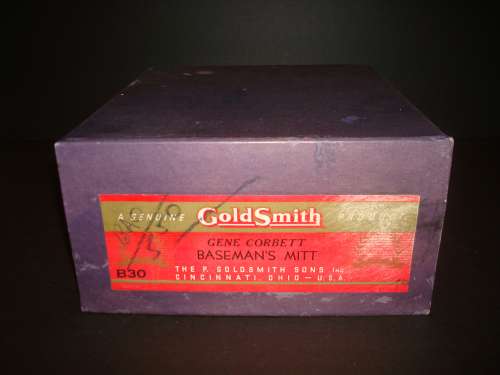 A GENUINE GoldSmith PRODUCT
GENE CORBETT
BASEMAN'S MITT
B30 THE P. GOLDSMITH SONS INC.
CINCINNATI, OHIO — U.S.A.